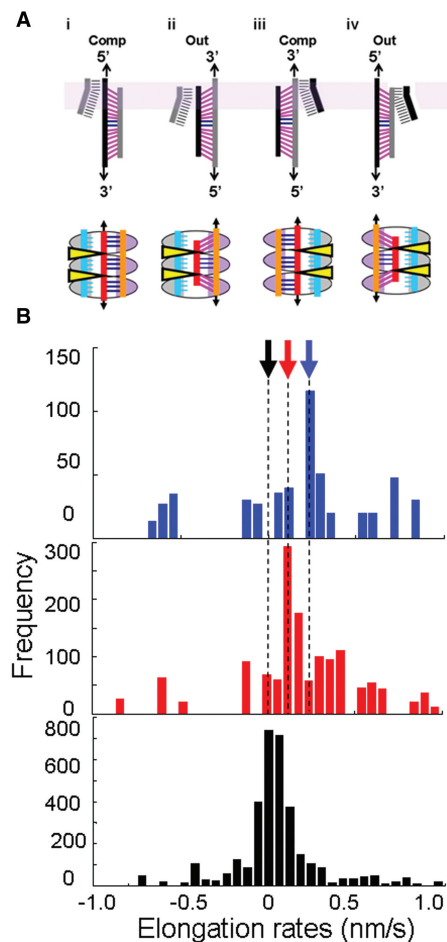 A
i ii iii iv
Comp Out Comp Out
5' 3' 3' 5'
3' 5' 5' 3'
B
150
100
50
0
300
200
100
0
800
600
400
200
0
Frequency
-1.0 -0.5 0 0.5 1.0
Elongation rates (nm/s)